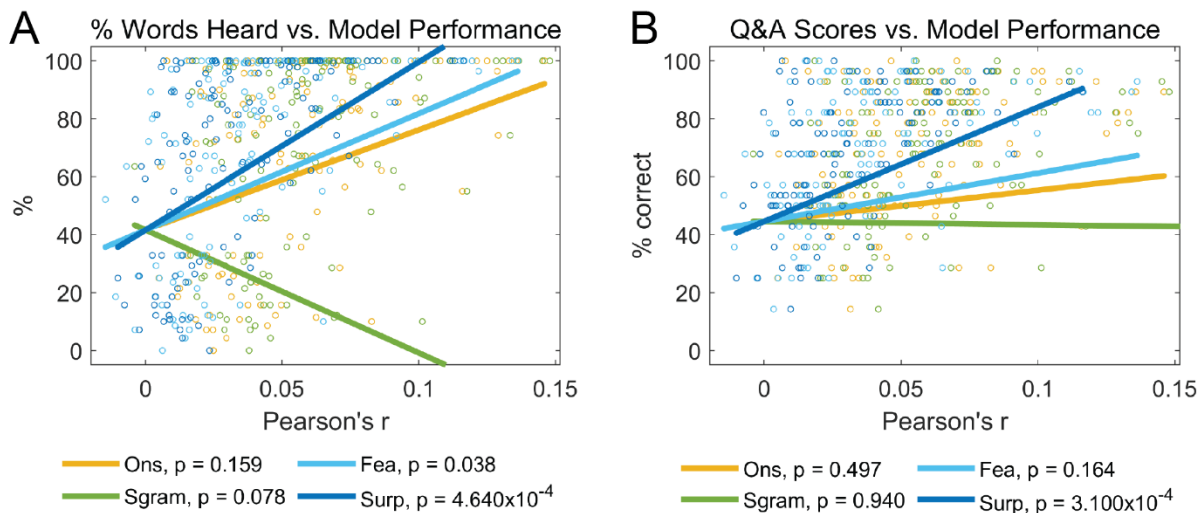 A
% Words Heard vs. Model Performance
100
80
60
40
20
0
%
0
0.05
0.1
0.15
Pearson's r
Ons, p = 0.159
Fea, p = 0.038
Sgram, p = 0.078
Surp, p = 4.640x10⁻⁴
B
Q&A Scores vs. Model Performance
100
80
60
40
20
0
% correct
0
0.05
0.1
0.15
Pearson's r
Ons, p = 0.497
Fea, p = 0.164
Sgram, p = 0.940
Surp, p = 3.100x10⁻⁴